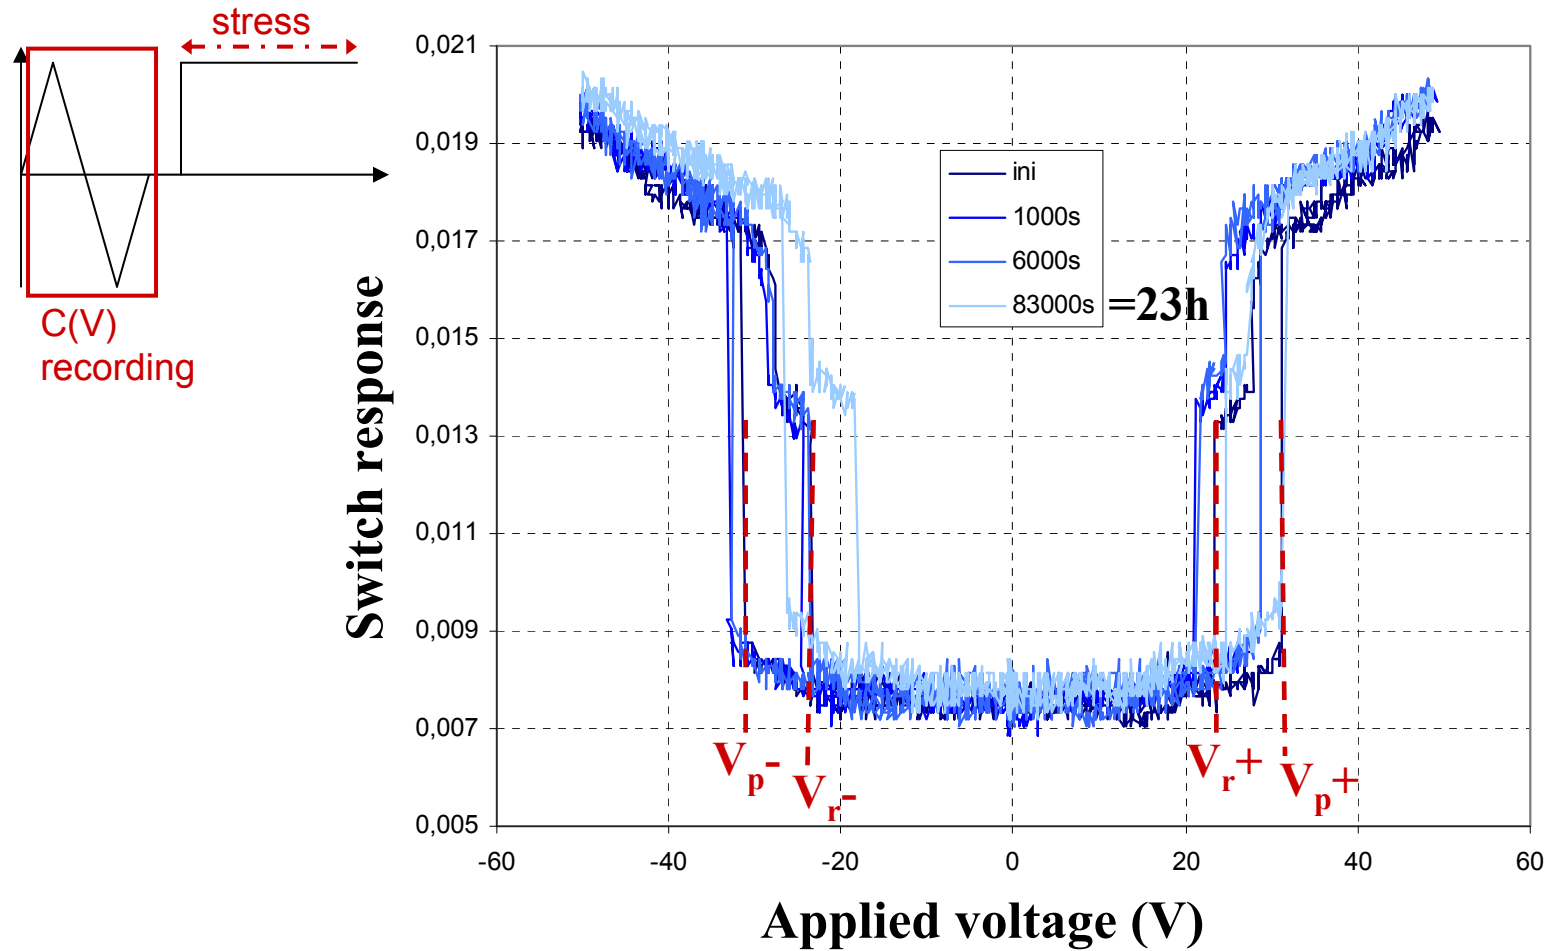 stress
C(V)
recording
Switch response
0,021
0,019
0,017
0,015
0,013
0,011
0,009
0,007
0,005
ini
1000s
6000s
83000s =23h
Vp-
Vr-
Vr+
Vp+
-60 -40 -20 0 20 40 60
Applied voltage (V)